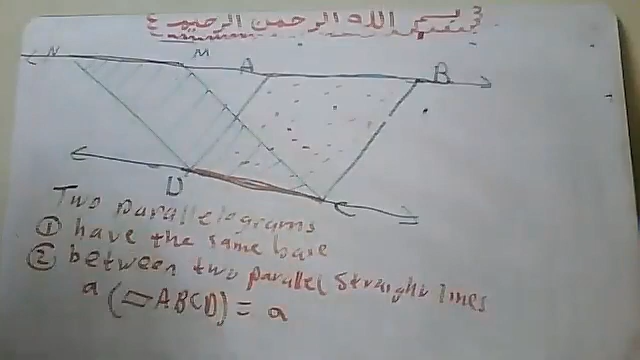 بسم الله الرحمن الرحيم
N M A B
D C
Two parallelograms
① have the same base
② between two parallel straight lines
a (▱ABCD) = a